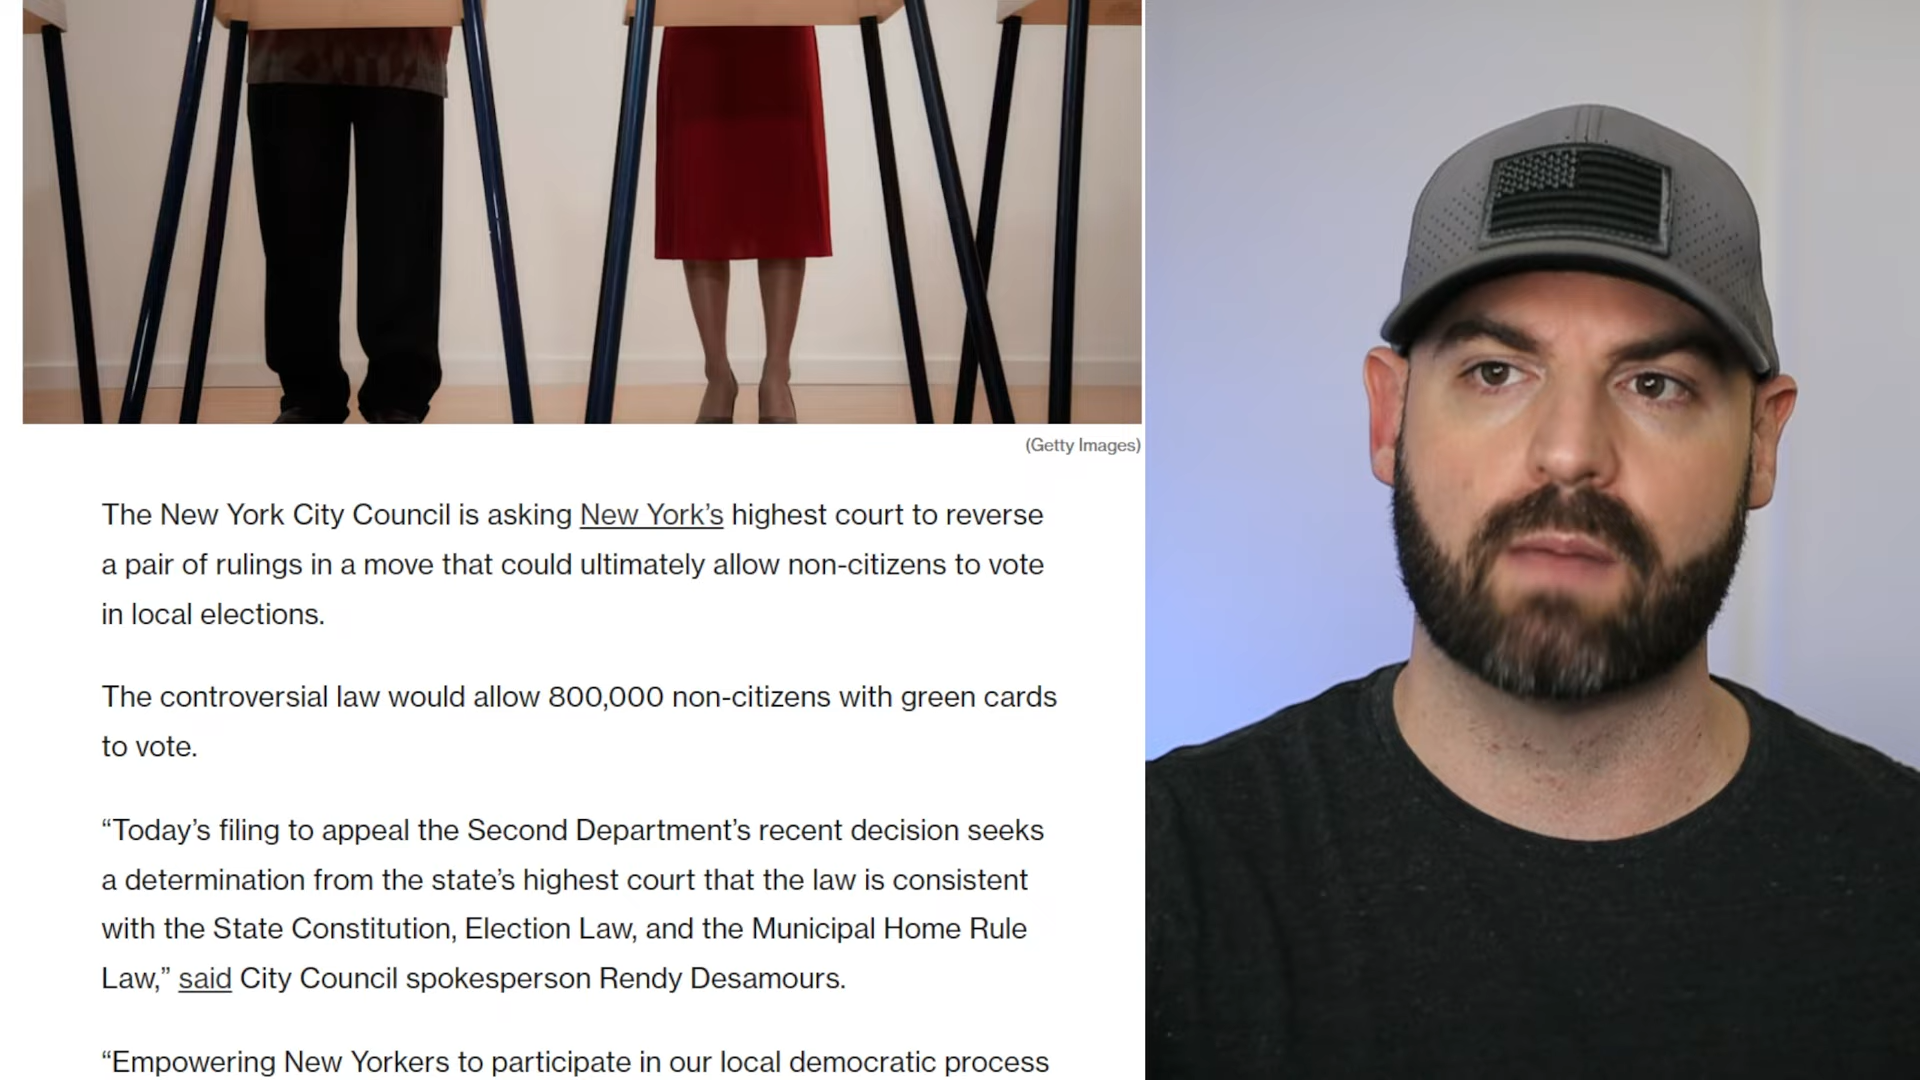 (Getty Images)
The New York City Council is asking New York’s highest court to reverse
a pair of rulings in a move that could ultimately allow non-citizens to vote
in local elections.
The controversial law would allow 800,000 non-citizens with green cards
to vote.
“Today’s filing to appeal the Second Department’s recent decision seeks
a determination from the state’s highest court that the law is consistent
with the State Constitution, Election Law, and the Municipal Home Rule
Law,” said City Council spokesperson Rendy Desamours.
“Empowering New Yorkers to participate in our local democratic process